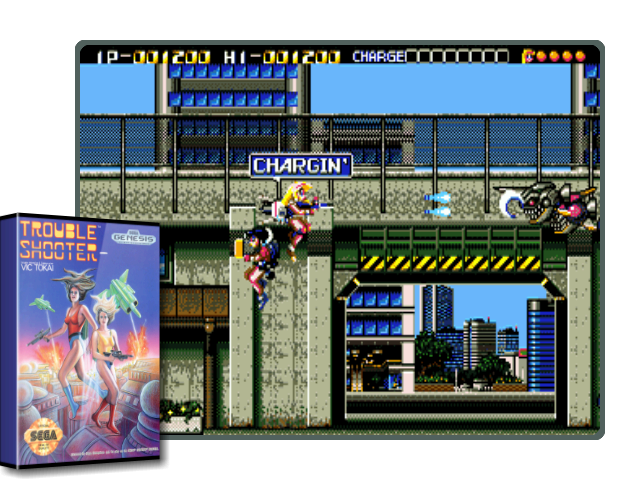 1P-001200 HI-001200 CHARGE
CHARGIN'
TROUBLE
SHOOTER
GENESIS
VIC TOKAI
SEGA